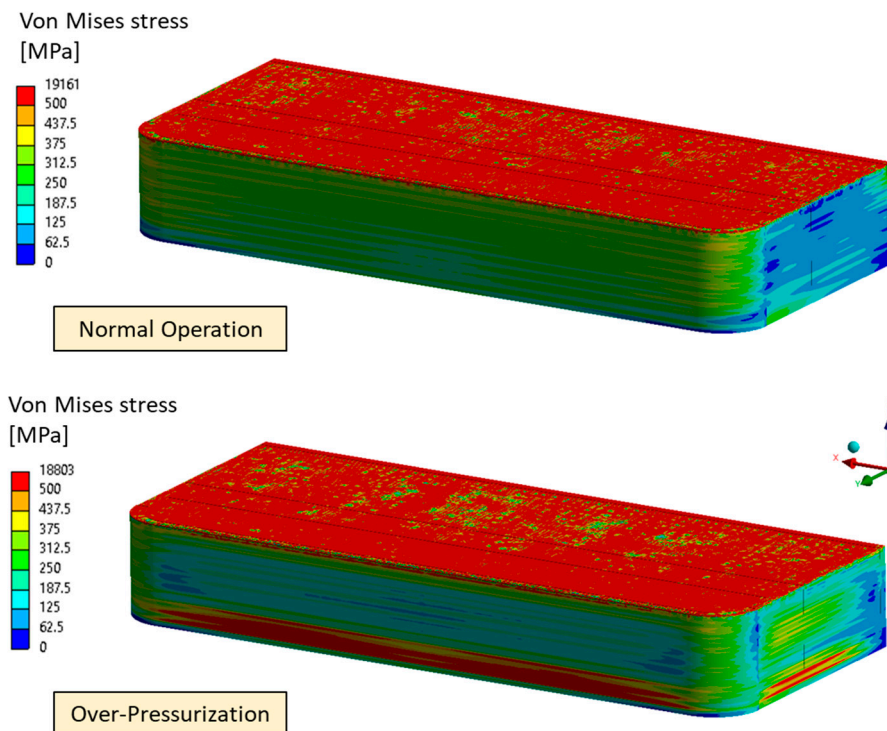 Von Mises stress
[MPa]
19161
500
437.5
375
312.5
250
187.5
125
62.5
0
Normal Operation
Von Mises stress
[MPa]
18803
500
437.5
375
312.5
250
187.5
125
62.5
0
X
Y
Over-Pressurization